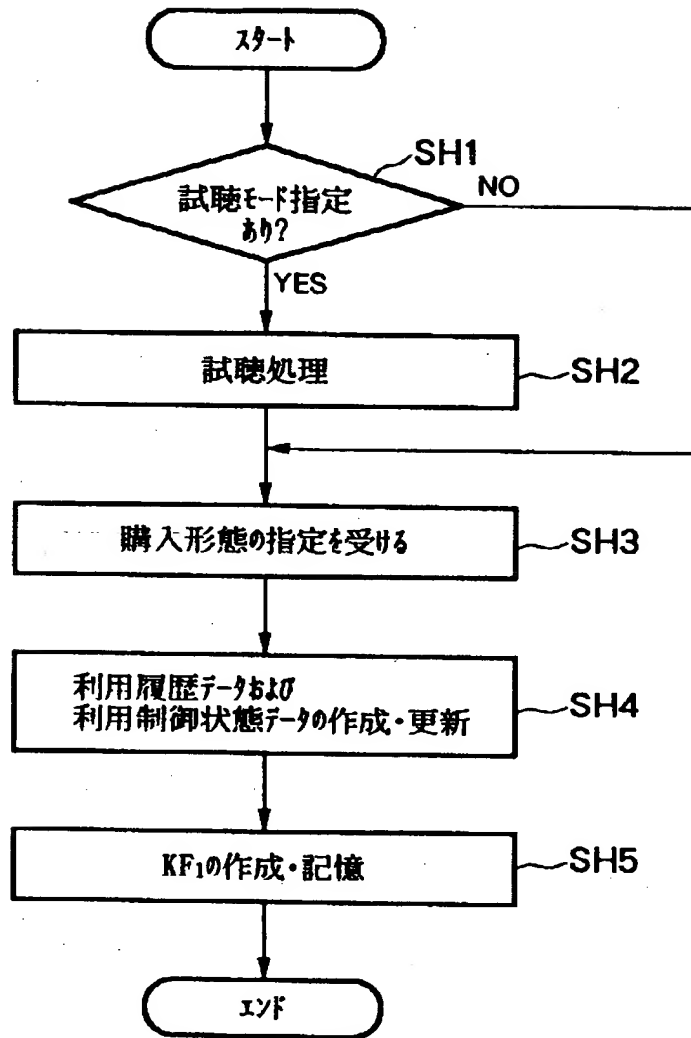 スタート
SH1
試聴モード指定
あり?
NO
YES
試聴処理
SH2
購入形態の指定を受ける
SH3
利用履歴データおよび
利用制御状態データの作成・更新
SH4
KF₁の作成・記憶
SH5
エンド